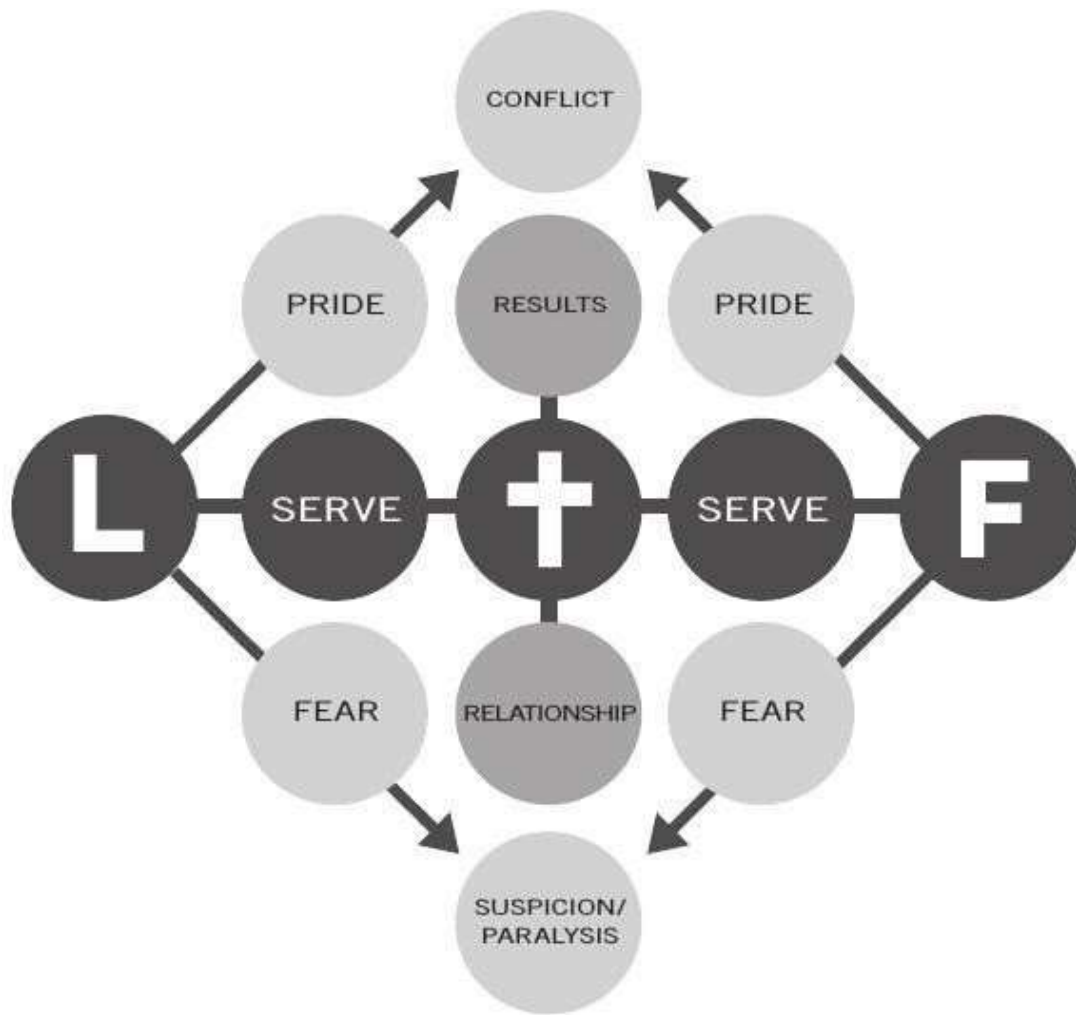 CONFLICT
PRIDE
RESULTS
PRIDE
L
SERVE
SERVE
F
FEAR
RELATIONSHIP
FEAR
SUSPICION/
PARALYSIS